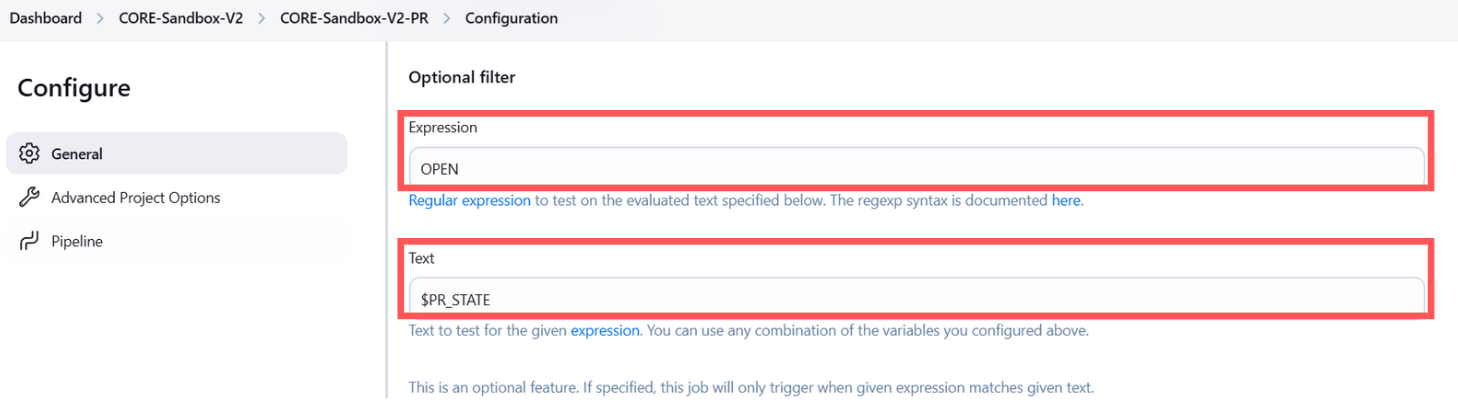 Dashboard > CORE-Sandbox-V2 > CORE-Sandbox-V2-PR > Configuration
Configure
General
Advanced Project Options
Pipeline
Optional filter
Expression
OPEN
Regular expression to test on the evaluated text specified below. The regexp syntax is documented here.
Text
$PR_STATE
Text to test for the given expression. You can use any combination of the variables you configured above.
This is an optional feature. If specified, this job will only trigger when given expression matches given text.